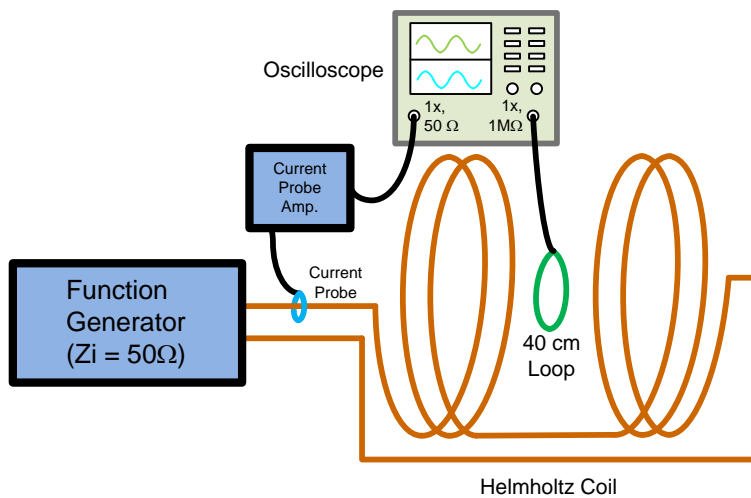 Oscilloscope
1x,
50 Ω
1x,
1MΩ
Current
Probe
Amp.
Current
Probe
Function
Generator
(Zi = 50Ω)
40 cm
Loop
Helmholtz Coil